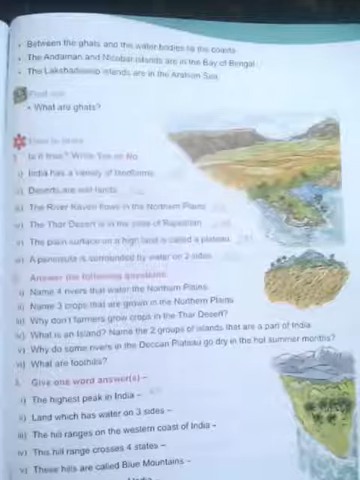 • Between the ghats and the water bodies lie the coasts
• The Andaman and Nicobar islands are in the Bay of Bengal
• The Lakshadweep islands are in the Arabian Sea
Find out
• What are ghats?
Time to think
1. Is it true? Write Yes or No
i) India has a variety of landforms
ii) Deserts are wet lands
iii) The River Kaveri flows in the Northern Plains
iv) The Thar Desert is in the state of Rajasthan
v) The plain surface on a high land is called a plateau
vi) A peninsula is surrounded by water on 2 sides
2. Answer the following questions
i) Name 4 rivers that water the Northern Plains
ii) Name 3 crops that are grown in the Northern Plains
iii) Why don't farmers grow crops in the Thar Desert?
iv) What is an Island? Name the 2 groups of islands that are a part of India
v) Why do some rivers in the Deccan Plateau go dry in the hot summer months?
vi) What are foothills?
3. Give one word answer(s) –
i) The highest peak in India –
ii) Land which has water on 3 sides –
iii) The hill ranges on the western coast of India –
iv) This hill range crosses 4 states –
v) These hills are called Blue Mountains –